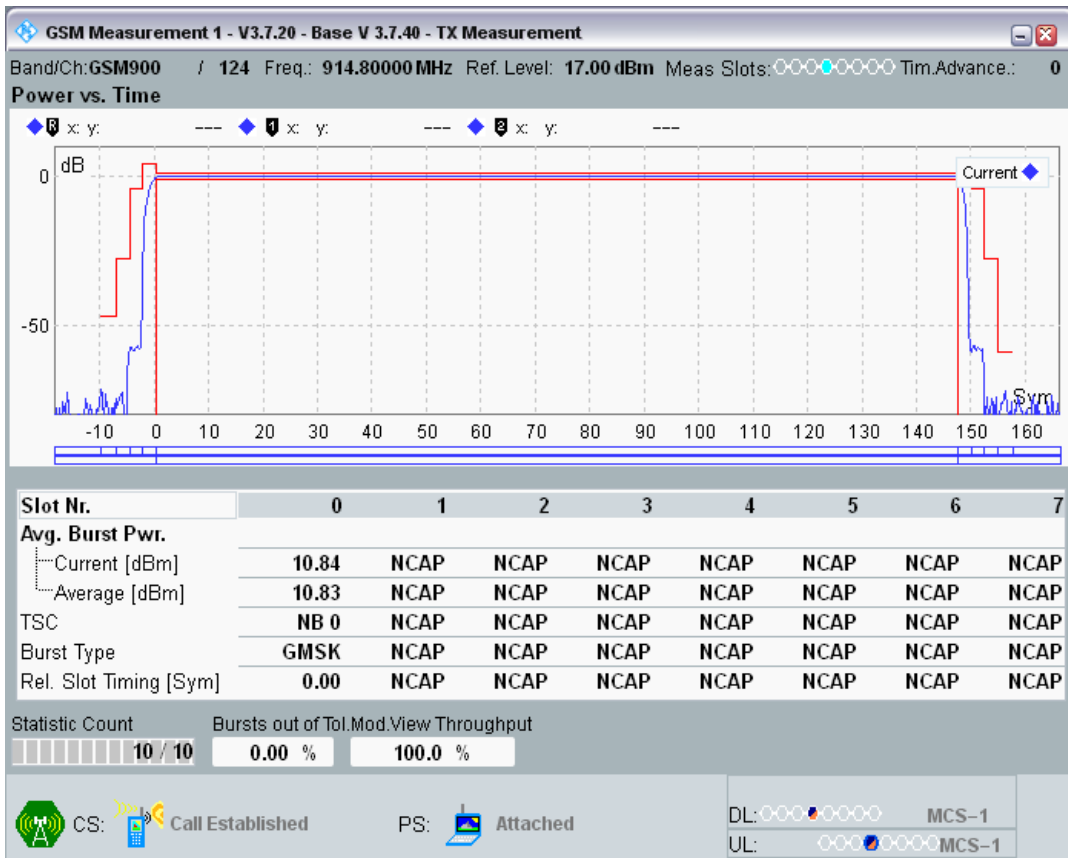 GSM Measurement 1 - V3.7.20 - Base V 3.7.40 - TX Measurement
Band/Ch:GSM900 / 124 Freq.: 914.80000 MHz Ref. Level: 17.00 dBm Meas Slots: Tim.Advance.: 0
Power vs. Time
R x: y: --- 1 x: y: --- 2 x: y: ---
dB
Current
0
-50
Sym
-10 0 10 20 30 40 50 60 70 80 90 100 110 120 130 140 150 160
Slot Nr. 0 1 2 3 4 5 6 7
Avg. Burst Pwr.
Current [dBm] 10.84 NCAP NCAP NCAP NCAP NCAP NCAP NCAP
Average [dBm] 10.83 NCAP NCAP NCAP NCAP NCAP NCAP NCAP
TSC NB 0 NCAP NCAP NCAP NCAP NCAP NCAP NCAP
Burst Type GMSK NCAP NCAP NCAP NCAP NCAP NCAP NCAP
Rel. Slot Timing [Sym] 0.00 NCAP NCAP NCAP NCAP NCAP NCAP NCAP
Statistic Count Bursts out of Tol.Mod.View Throughput
10 / 10 0.00 % 100.0 %
CS: Call Established PS: Attached
DL: MCS-1
UL: MCS-1